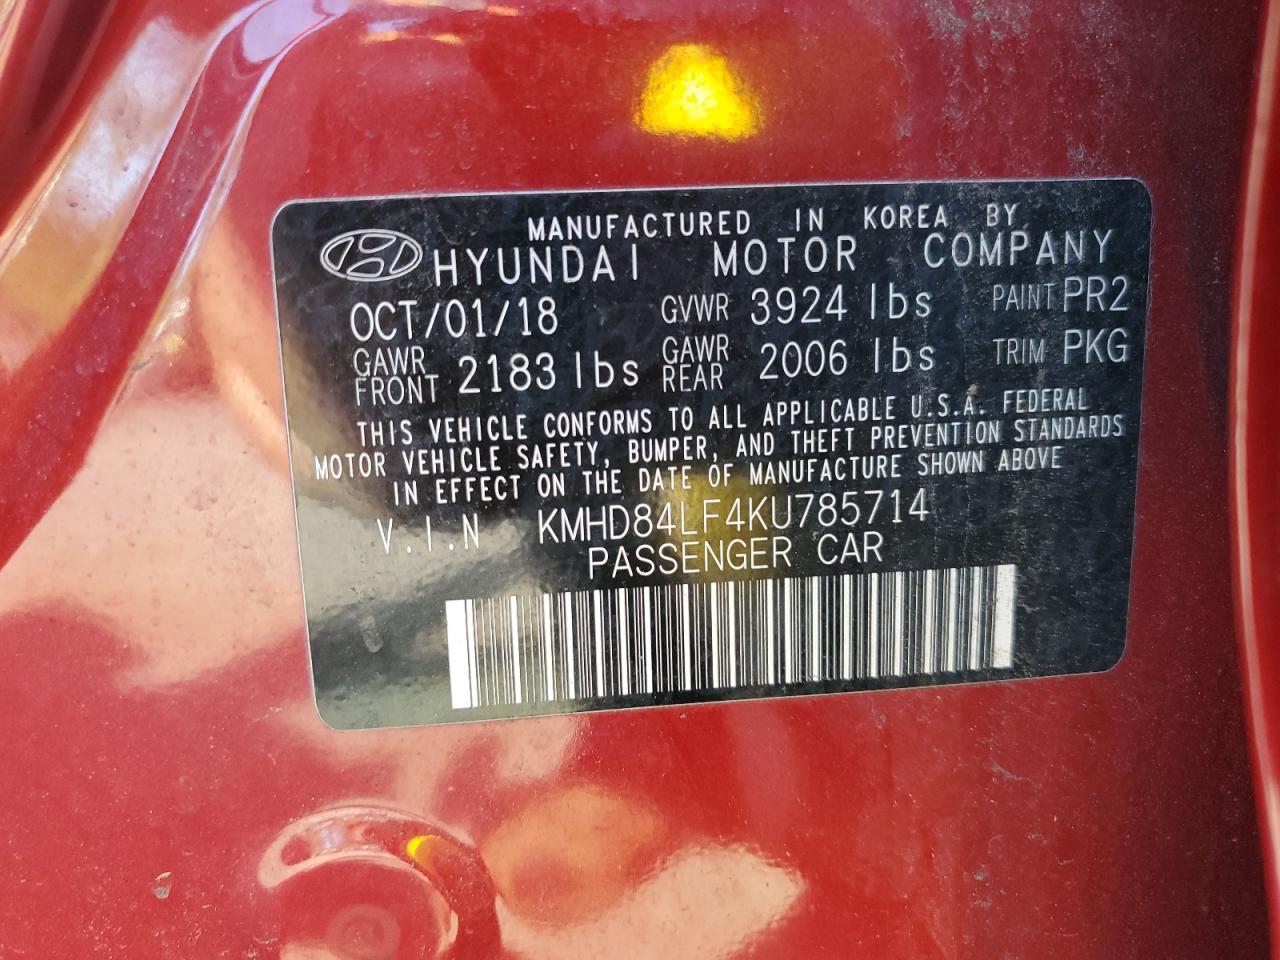 MANUFACTURED IN KOREA BY
HYUNDAI MOTOR COMPANY
OCT/01/18 GVWR 3924 lbs PAINT PR2
GAWR FRONT 2183 lbs GAWR REAR 2006 lbs TRIM PKG
THIS VEHICLE CONFORMS TO ALL APPLICABLE U.S.A. FEDERAL
MOTOR VEHICLE SAFETY, BUMPER, AND THEFT PREVENTION STANDARDS
IN EFFECT ON THE DATE OF MANUFACTURE SHOWN ABOVE
V.I.N KMHD84LF4KU785714
PASSENGER CAR